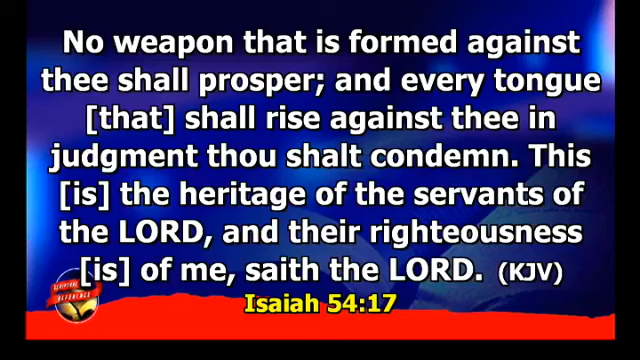 No weapon that is formed against
thee shall prosper; and every tongue
[that] shall rise against thee in
judgment thou shalt condemn. This
[is] the heritage of the servants of
the LORD, and their righteousness
[is] of me, saith the LORD. (KJV)
Isaiah 54:17
SCRIPTURE
REFERENCE